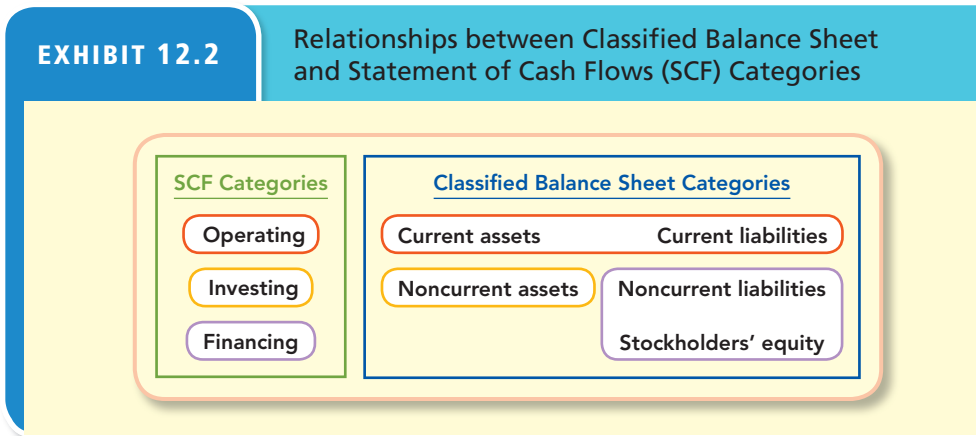 EXHIBIT 12.2
Relationships between Classified Balance Sheet
and Statement of Cash Flows (SCF) Categories
SCF Categories
Classified Balance Sheet Categories
Operating
Current assets
Current liabilities
Investing
Noncurrent assets
Noncurrent liabilities
Financing
Stockholders’ equity